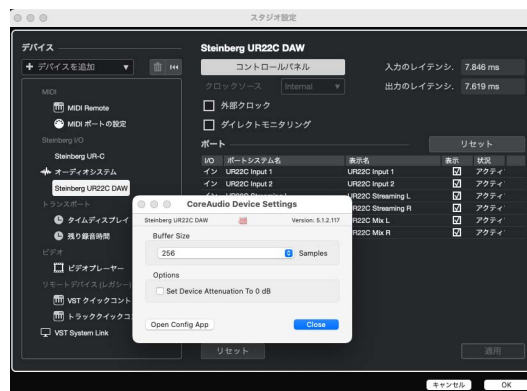 スタジオ設定
デバイス
+ デバイスを追加 ▼
MIDI
MIDI Remote
MIDI ポートの設定
Steinberg I/O
Steinberg UR-C
オーディオシステム
Steinberg UR22C DAW
トランスポート
タイムディスプレイ
残り録音時間
ビデオ
ビデオプレーヤー
リモートデバイス (レガシー)
VST クイックコント
トラッククイックコ
VST System Link
Steinberg UR22C DAW
コントロールパネル 入力のレイテンシ. 7.846 ms
クロックソース Internal 出力のレイテンシ. 7.619 ms
外部クロック
ダイレクトモニタリング
ポート リセット
I/O ポートシステム名 表示名 表示 状況
イン UR22C Input 1 UR22C Input 1 アクティ
イン UR22C Input 2 UR22C Input 2 アクティ
UR22C Streaming L アクティ
R22C Streaming R アクティ
R22C Mix L アクティ
R22C Mix R アクティ
CoreAudio Device Settings
Steinberg UR22C DAW Version: 5.1.2.117
Buffer Size
256 Samples
Options
Set Device Attenuation To 0 dB
Open Config App Close
リセット 適用
キャンセル OK